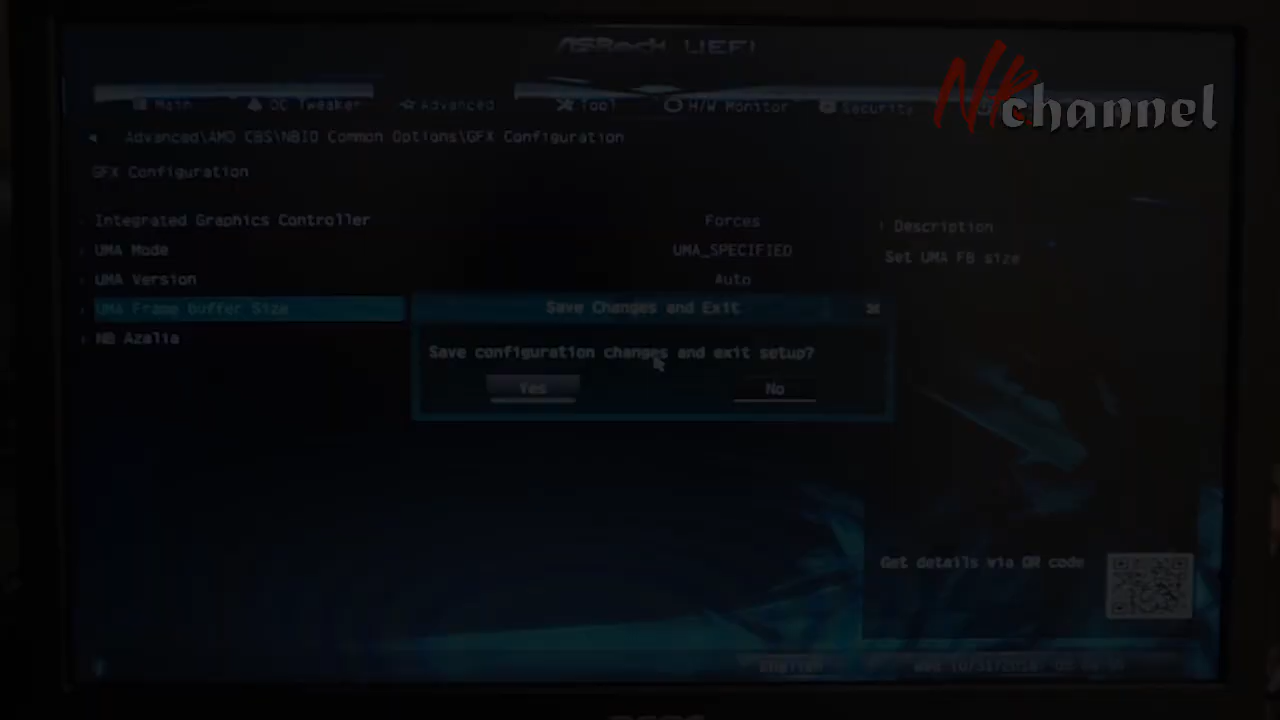 ASRock UEFI
NK channel
Main OC Tweaker Advanced Tool H/W Monitor Security
Advanced\AMD CBS\NBIO Common Options\GFX Configuration
GFX Configuration
Integrated Graphics Controller Forces
UMA Mode UMA_SPECIFIED
UMA Version Auto
UMA Frame Buffer Size
NB Azalia
Description
Set UMA FB size
Save Changes and Exit
Save configuration changes and exit setup?
Yes No
Get details via QR code
English